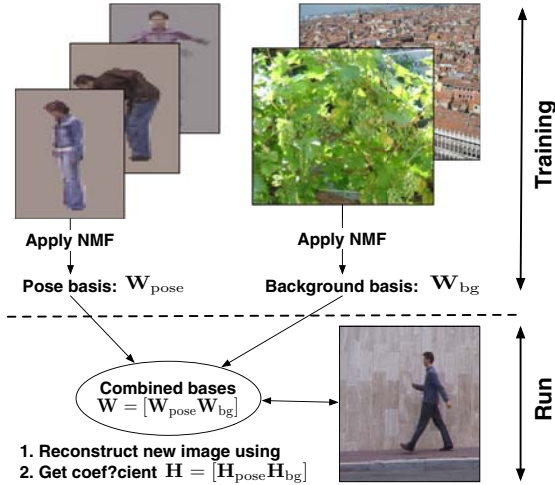 Training
Apply NMF
Apply NMF
Pose basis: W_pose
Background basis: W_bg
Combined bases
W = [W_pose W_bg]
Run
1. Reconstruct new image using
2. Get coef?cient H = [H_pose H_bg]